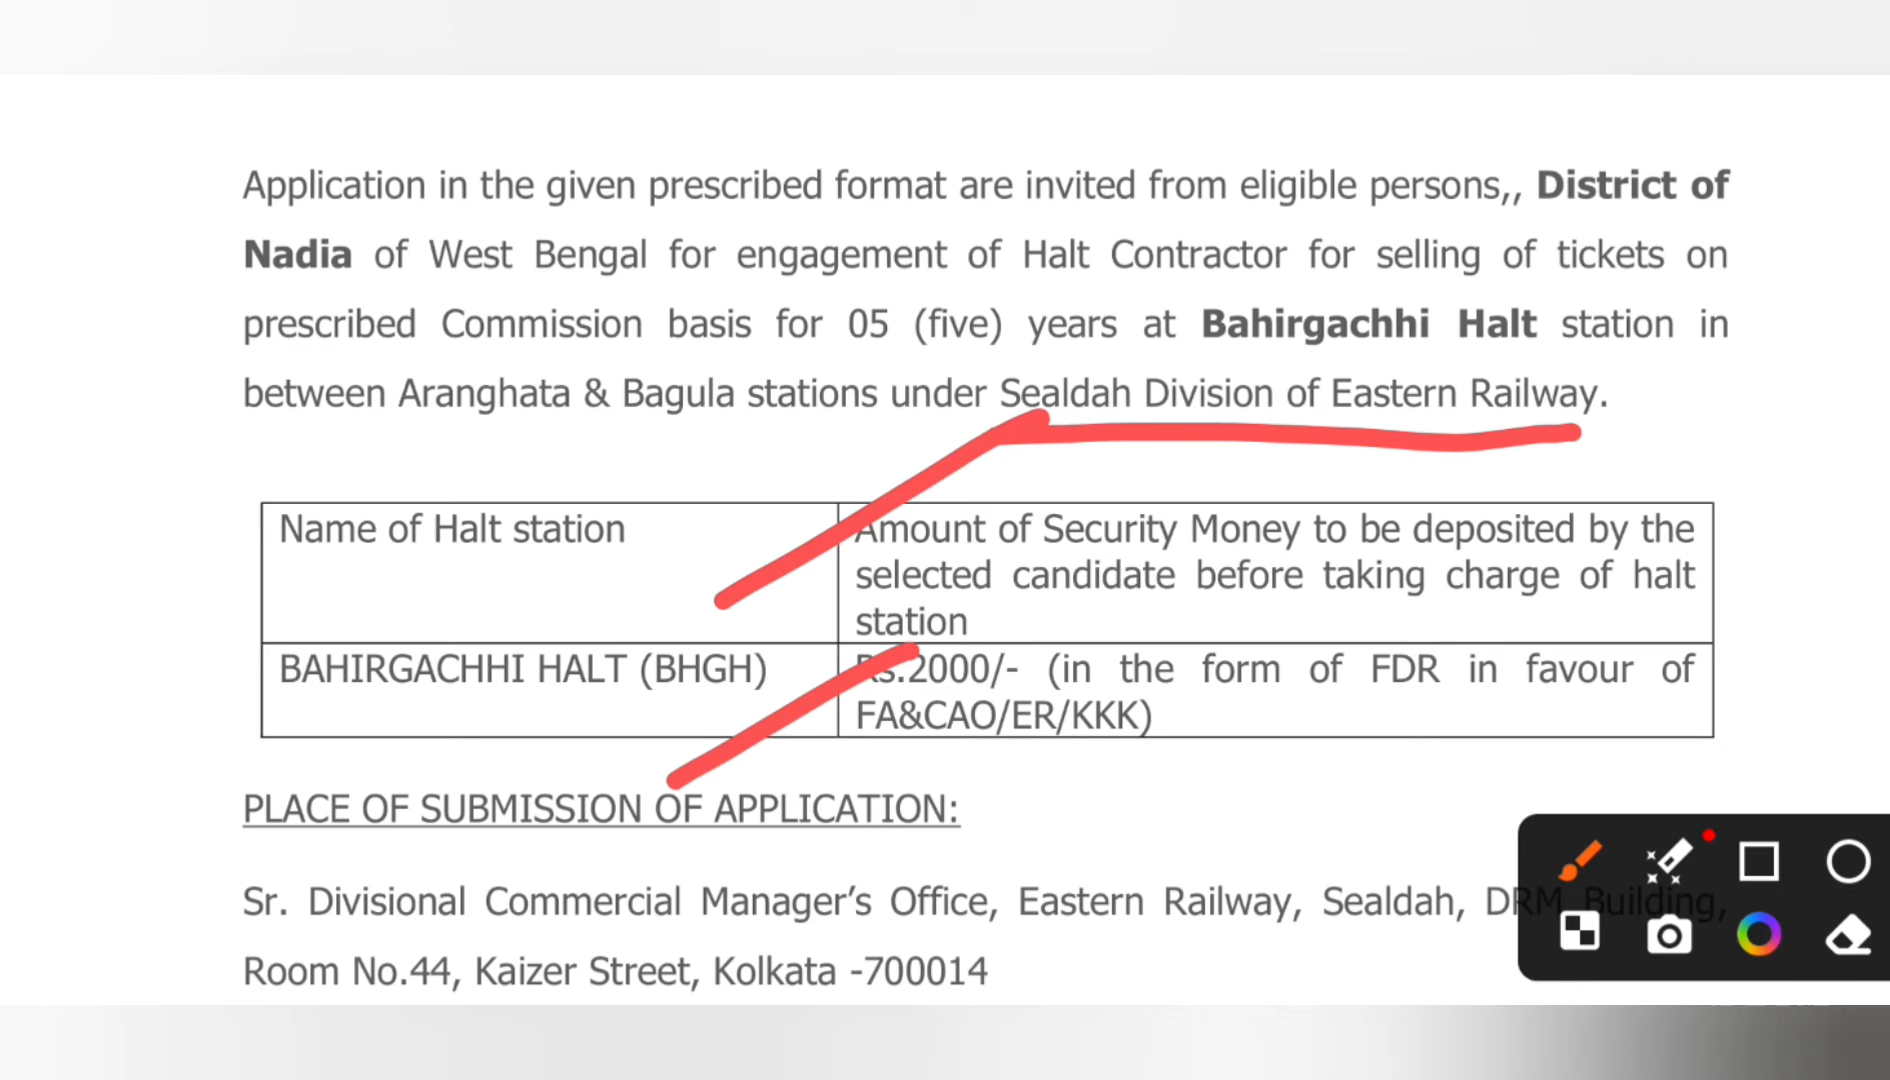 Application in the given prescribed format are invited from eligible persons,, District of
Nadia of West Bengal for engagement of Halt Contractor for selling of tickets on
prescribed Commission basis for 05 (five) years at Bahirgachhi Halt station in
between Aranghata & Bagula stations under Sealdah Division of Eastern Railway.
Name of Halt station
Amount of Security Money to be deposited by the
selected candidate before taking charge of halt
station
BAHIRGACHHI HALT (BHGH)
Rs.2000/- (in the form of FDR in favour of
FA&CAO/ER/KKK)
PLACE OF SUBMISSION OF APPLICATION:
Sr. Divisional Commercial Manager’s Office, Eastern Railway, Sealdah, DRM Building,
Room No.44, Kaizer Street, Kolkata -700014